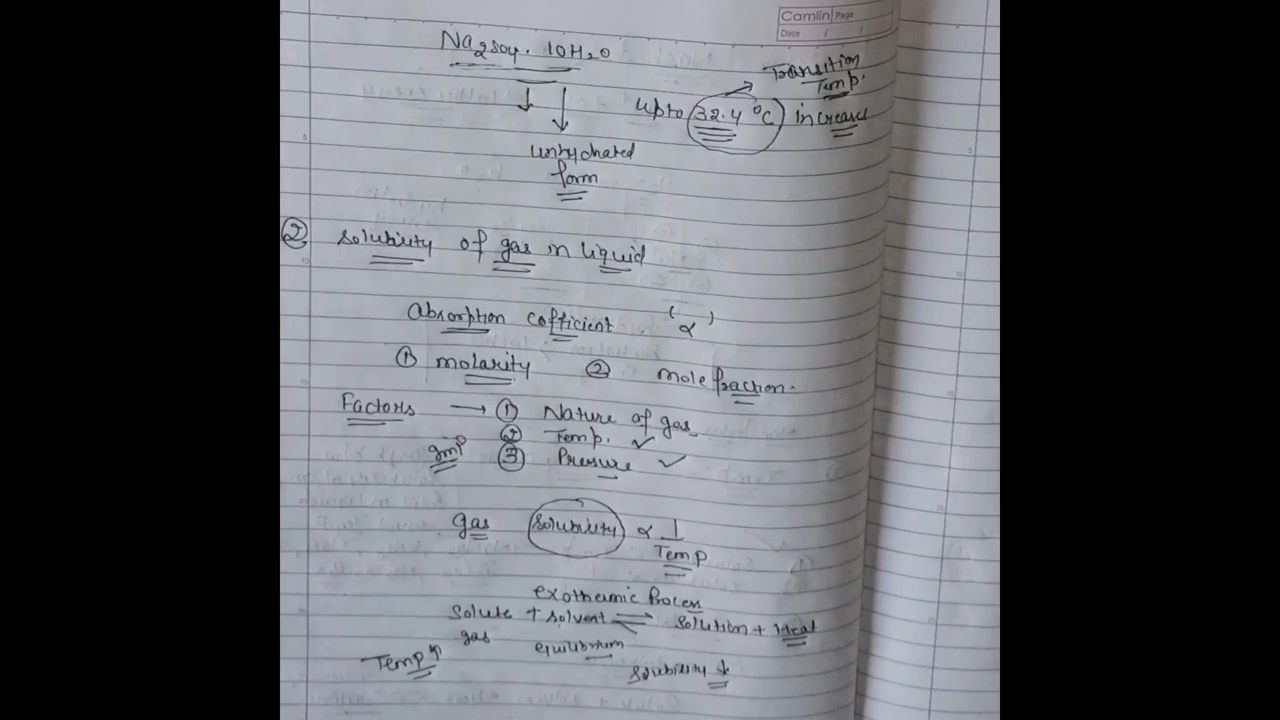 Camlin Page
Date / /
Na2SO4. 10H2O
Transition
Temp.
upto 32.4 °C increases
unhydrated
form
② Solubility of gas in liquid
Absorption cofficient (α)
① molarity ② mole fraction.
Factors → ① Nature of gas
② Temp. ✓
Imp ③ Pressure ✓
gas solubility ∝ 1
Temp
exothermic Process
Solute + solvent ⇌ solution + Heat
gas equilibrium
Temp ↑ solubility ↓